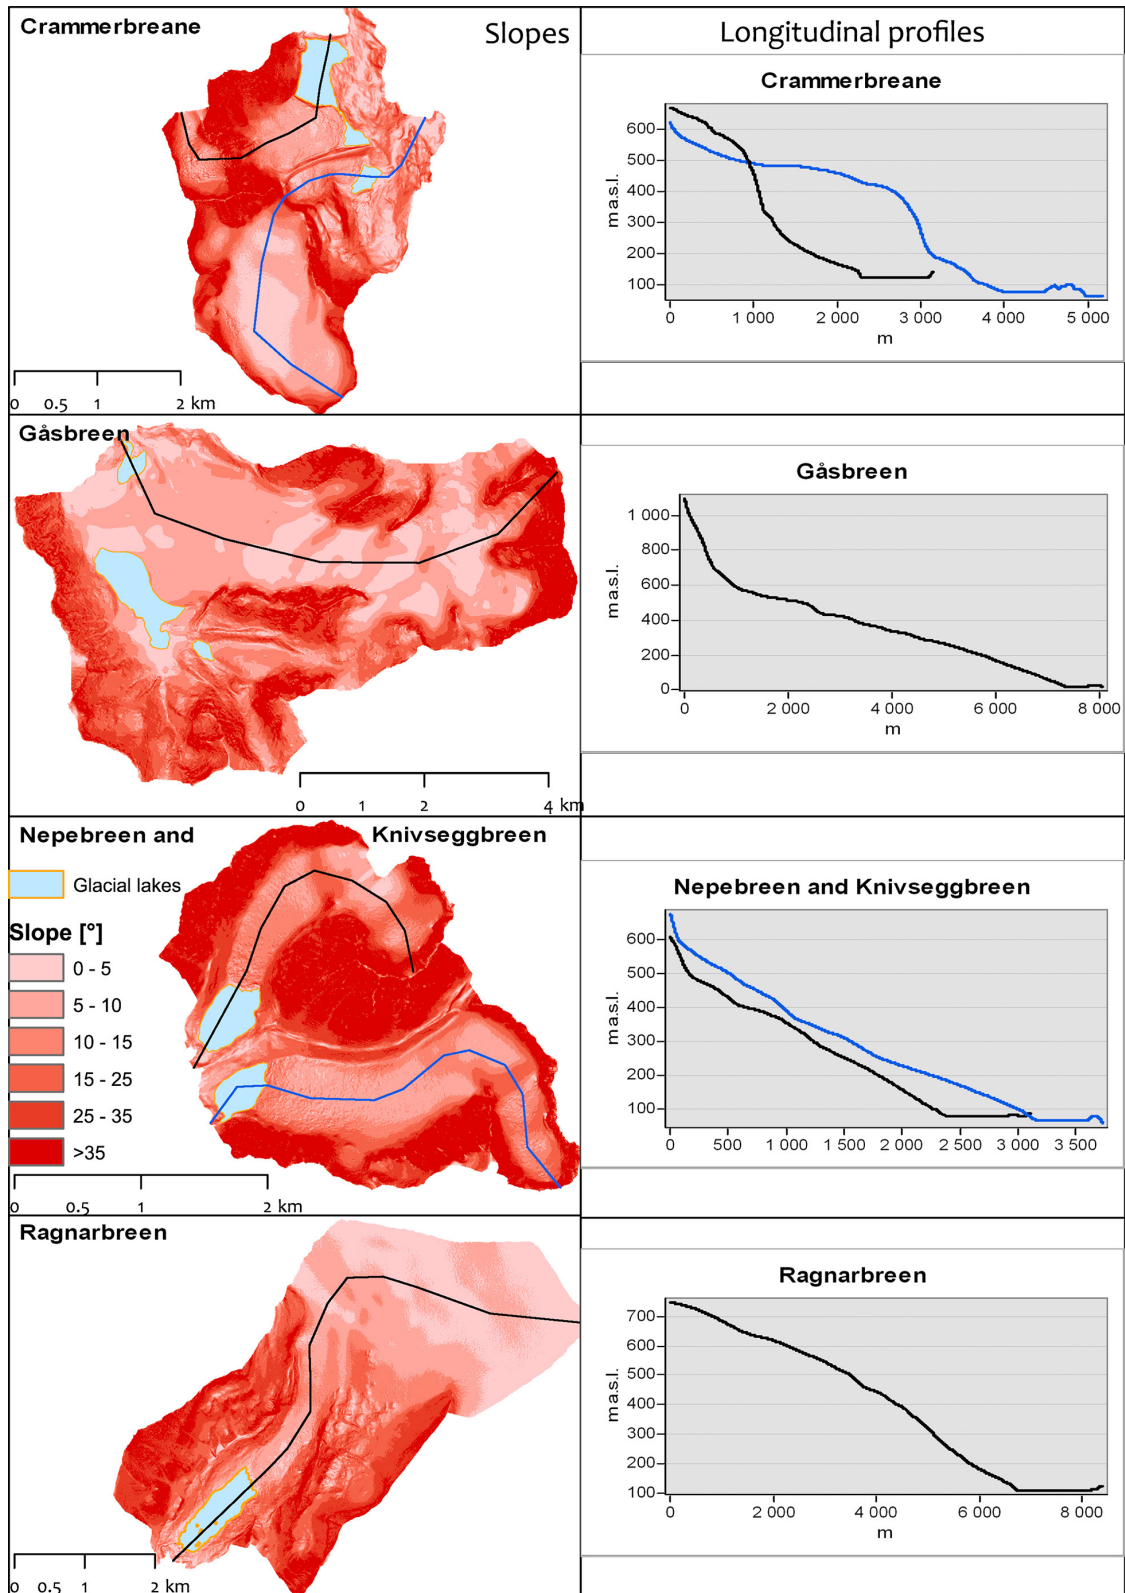 Crammerbreane
Slopes
0 0.5 1 2 km
Longitudinal profiles
Crammerbreane
m a.s.l.
600
500
400
300
200
100
0 1 000 2 000 3 000 4 000 5 000
m
Gåsbreen
0 1 2 4 km
Gåsbreen
m a.s.l.
1 000
800
600
400
200
0
0 2 000 4 000 6 000 8 000
m
Nepebreen and Knivseggbreen
Glacial lakes
Slope [°]
0 - 5
5 - 10
10 - 15
15 - 25
25 - 35
>35
0 0.5 1 2 km
Nepebreen and Knivseggbreen
m a.s.l.
600
500
400
300
200
100
0 500 1 000 1 500 2 000 2 500 3 000 3 500
m
Ragnarbreen
0 0.5 1 2 km
Ragnarbreen
m a.s.l.
700
600
500
400
300
200
100
0 2 000 4 000 6 000 8 000
m